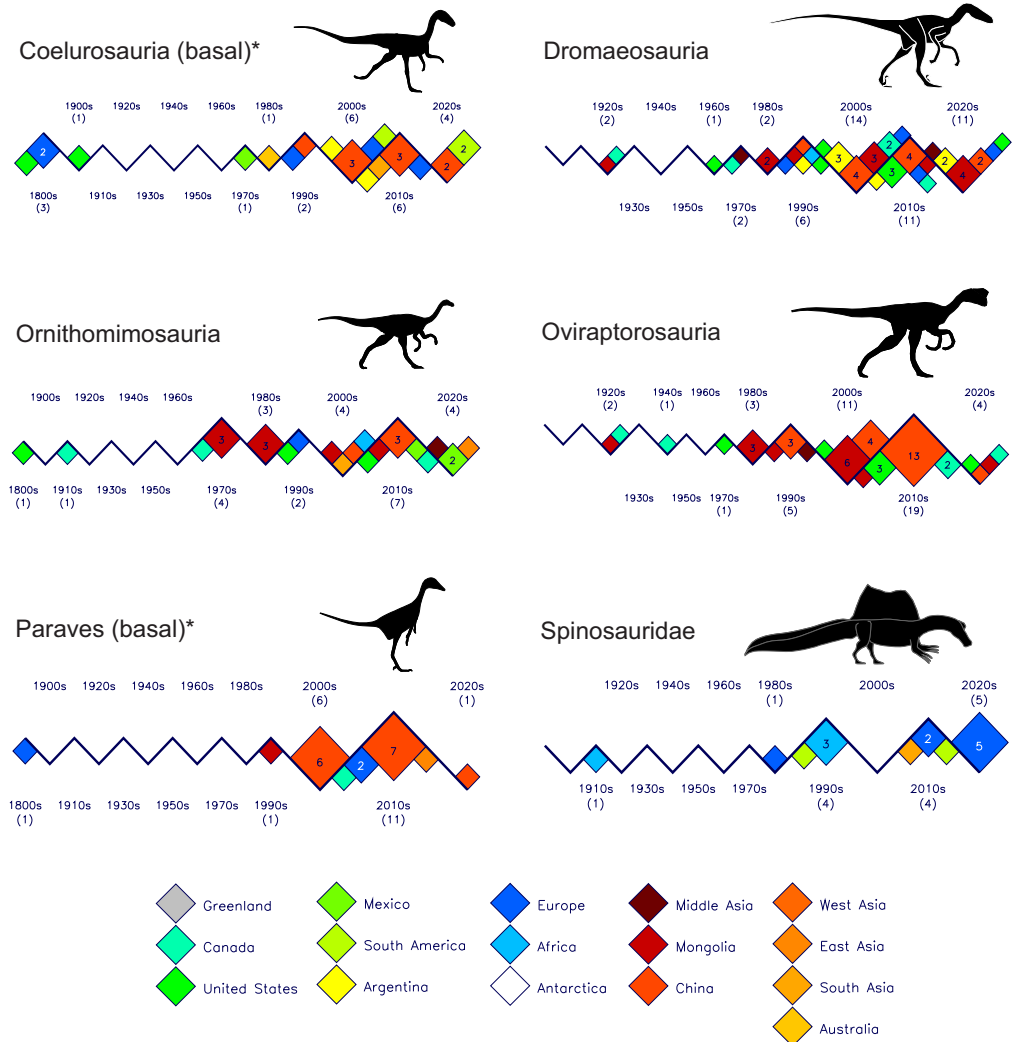 Coelurosauria (basal)*
1900s 1920s 1940s 1960s 1980s 2000s 2020s
(1) (1) (6) (4)
2 3 3 2 2
1800s 1910s 1930s 1950s 1970s 1990s 2010s
(3) (1) (2) (6)
Dromaeosauria
1920s 1940s 1960s 1980s 2000s 2020s
(2) (1) (2) (14) (11)
2 3 4 3 2 3 4 2 4 2
1930s 1950s 1970s 1990s 2010s
(2) (6) (11)
Ornithomimosauria
1900s 1920s 1940s 1960s 1980s 2000s 2020s
(3) (4) (4)
3 3 3 2
1800s 1910s 1930s 1950s 1970s 1990s 2010s
(1) (1) (4) (2) (7)
Oviraptorosauria
1920s 1940s 1960s 1980s 2000s 2020s
(2) (1) (3) (11) (4)
3 3 6 4 3 13 2
1930s 1950s 1970s 1990s 2010s
(1) (5) (19)
Paraves (basal)*
1900s 1920s 1940s 1960s 1980s 2000s 2020s
(6) (1)
6 2 7
1800s 1910s 1930s 1950s 1970s 1990s 2010s
(1) (1) (11)
Spinosauridae
1920s 1940s 1960s 1980s 2000s 2020s
(1) (5)
3 2 5
1910s 1930s 1950s 1970s 1990s 2010s
(1) (4) (4)
Greenland Mexico Europe Middle Asia West Asia
Canada South America Africa Mongolia East Asia
United States Argentina Antarctica China South Asia
Australia